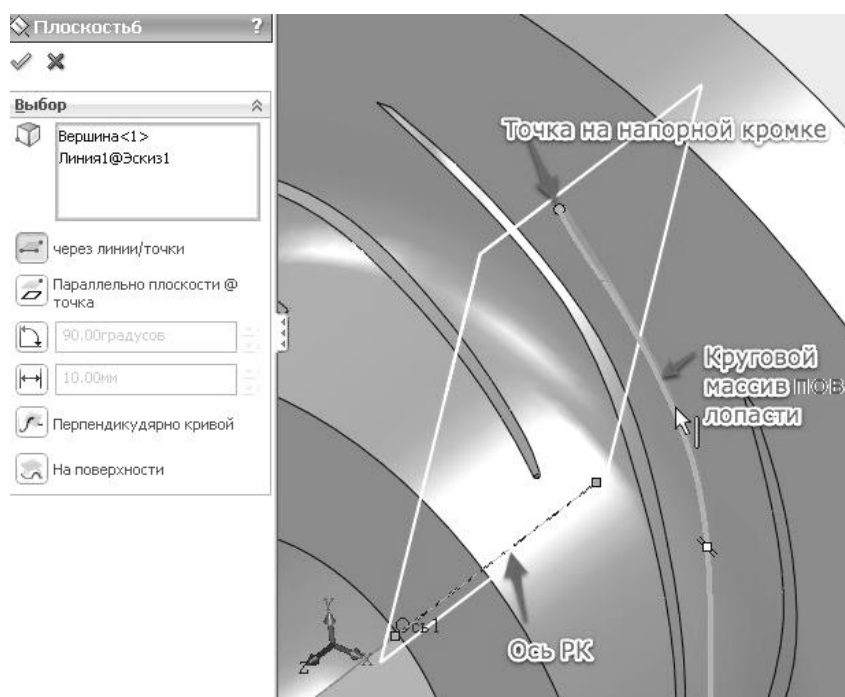 Плоскость6 ?
Выбор
Вершина<1>
Линия1@Эскиз1
через линии/точки
Параллельно плоскости @
точка
90.00градусов
10.00мм
Перпендикудярно кривой
На поверхности
Точка на напорной кромке
Круговой
массив ПОВ
лопасти
Ось1
Ось РК
Y
Z
X